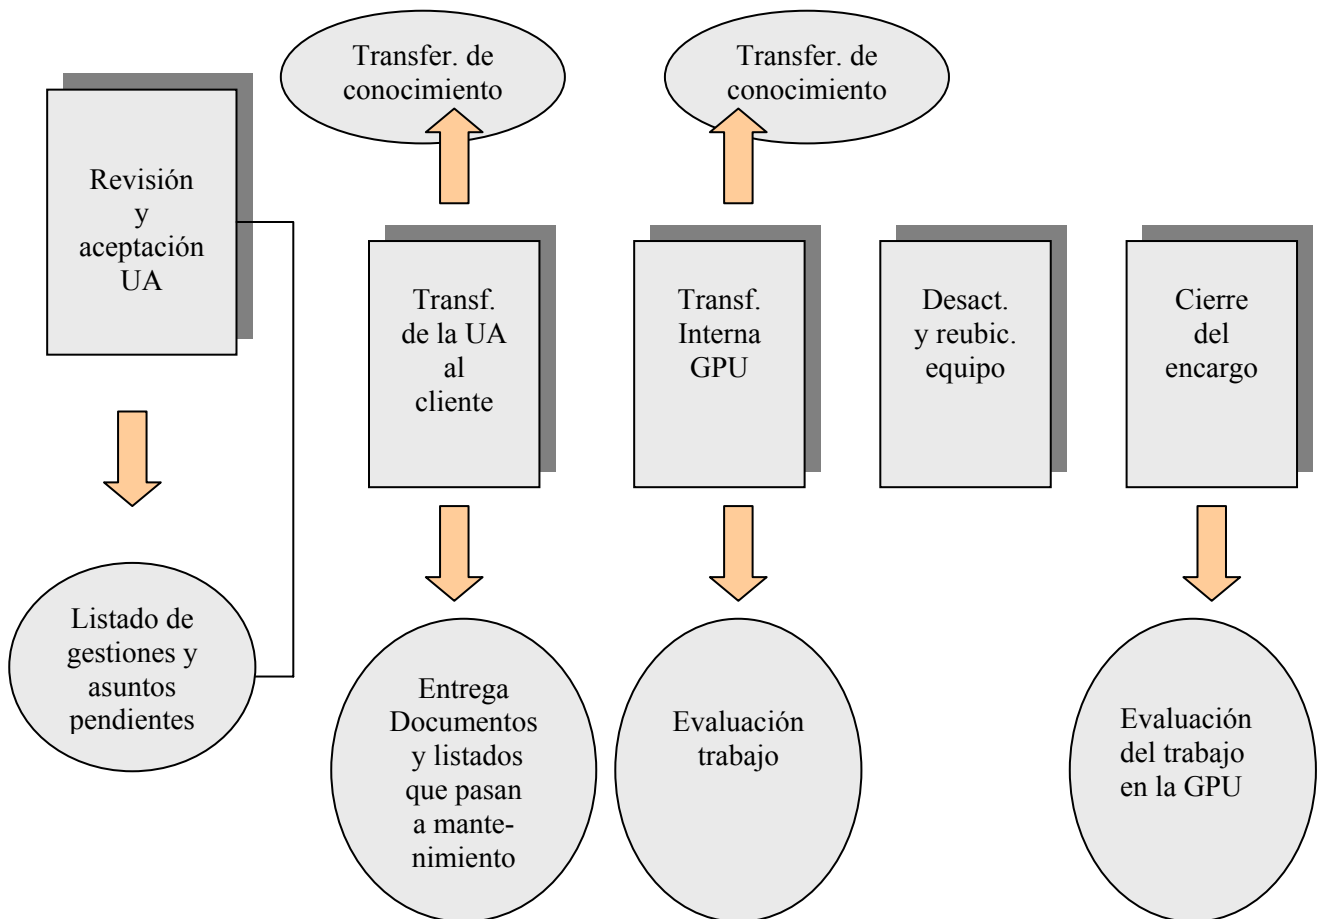 Transfer. de
conocimiento
Transfer. de
conocimiento
Revisión
y
aceptación
UA
Transf.
de la UA
al
cliente
Transf.
Interna
GPU
Desact.
y reubic.
equipo
Cierre
del
encargo
Listado de
gestiones y
asuntos
pendientes
Entrega
Documentos
y listados
que pasan
a mante-
nimiento
Evaluación
trabajo
Evaluación
del trabajo
en la GPU